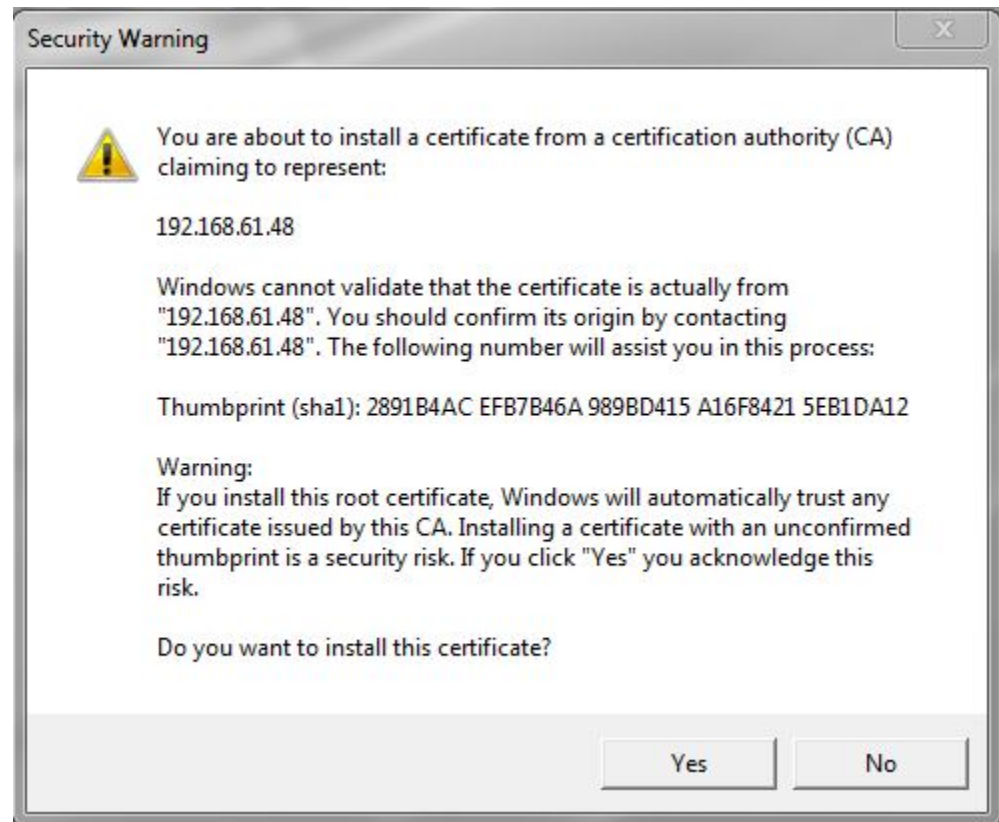 Security Warning
You are about to install a certificate from a certification authority (CA)
claiming to represent:
192.168.61.48
Windows cannot validate that the certificate is actually from
"192.168.61.48". You should confirm its origin by contacting
"192.168.61.48". The following number will assist you in this process:
Thumbprint (sha1): 2891B4AC EFB7B46A 989BD415 A16F8421 5EB1DA12
Warning:
If you install this root certificate, Windows will automatically trust any
certificate issued by this CA. Installing a certificate with an unconfirmed
thumbprint is a security risk. If you click "Yes" you acknowledge this
risk.
Do you want to install this certificate?
Yes
No